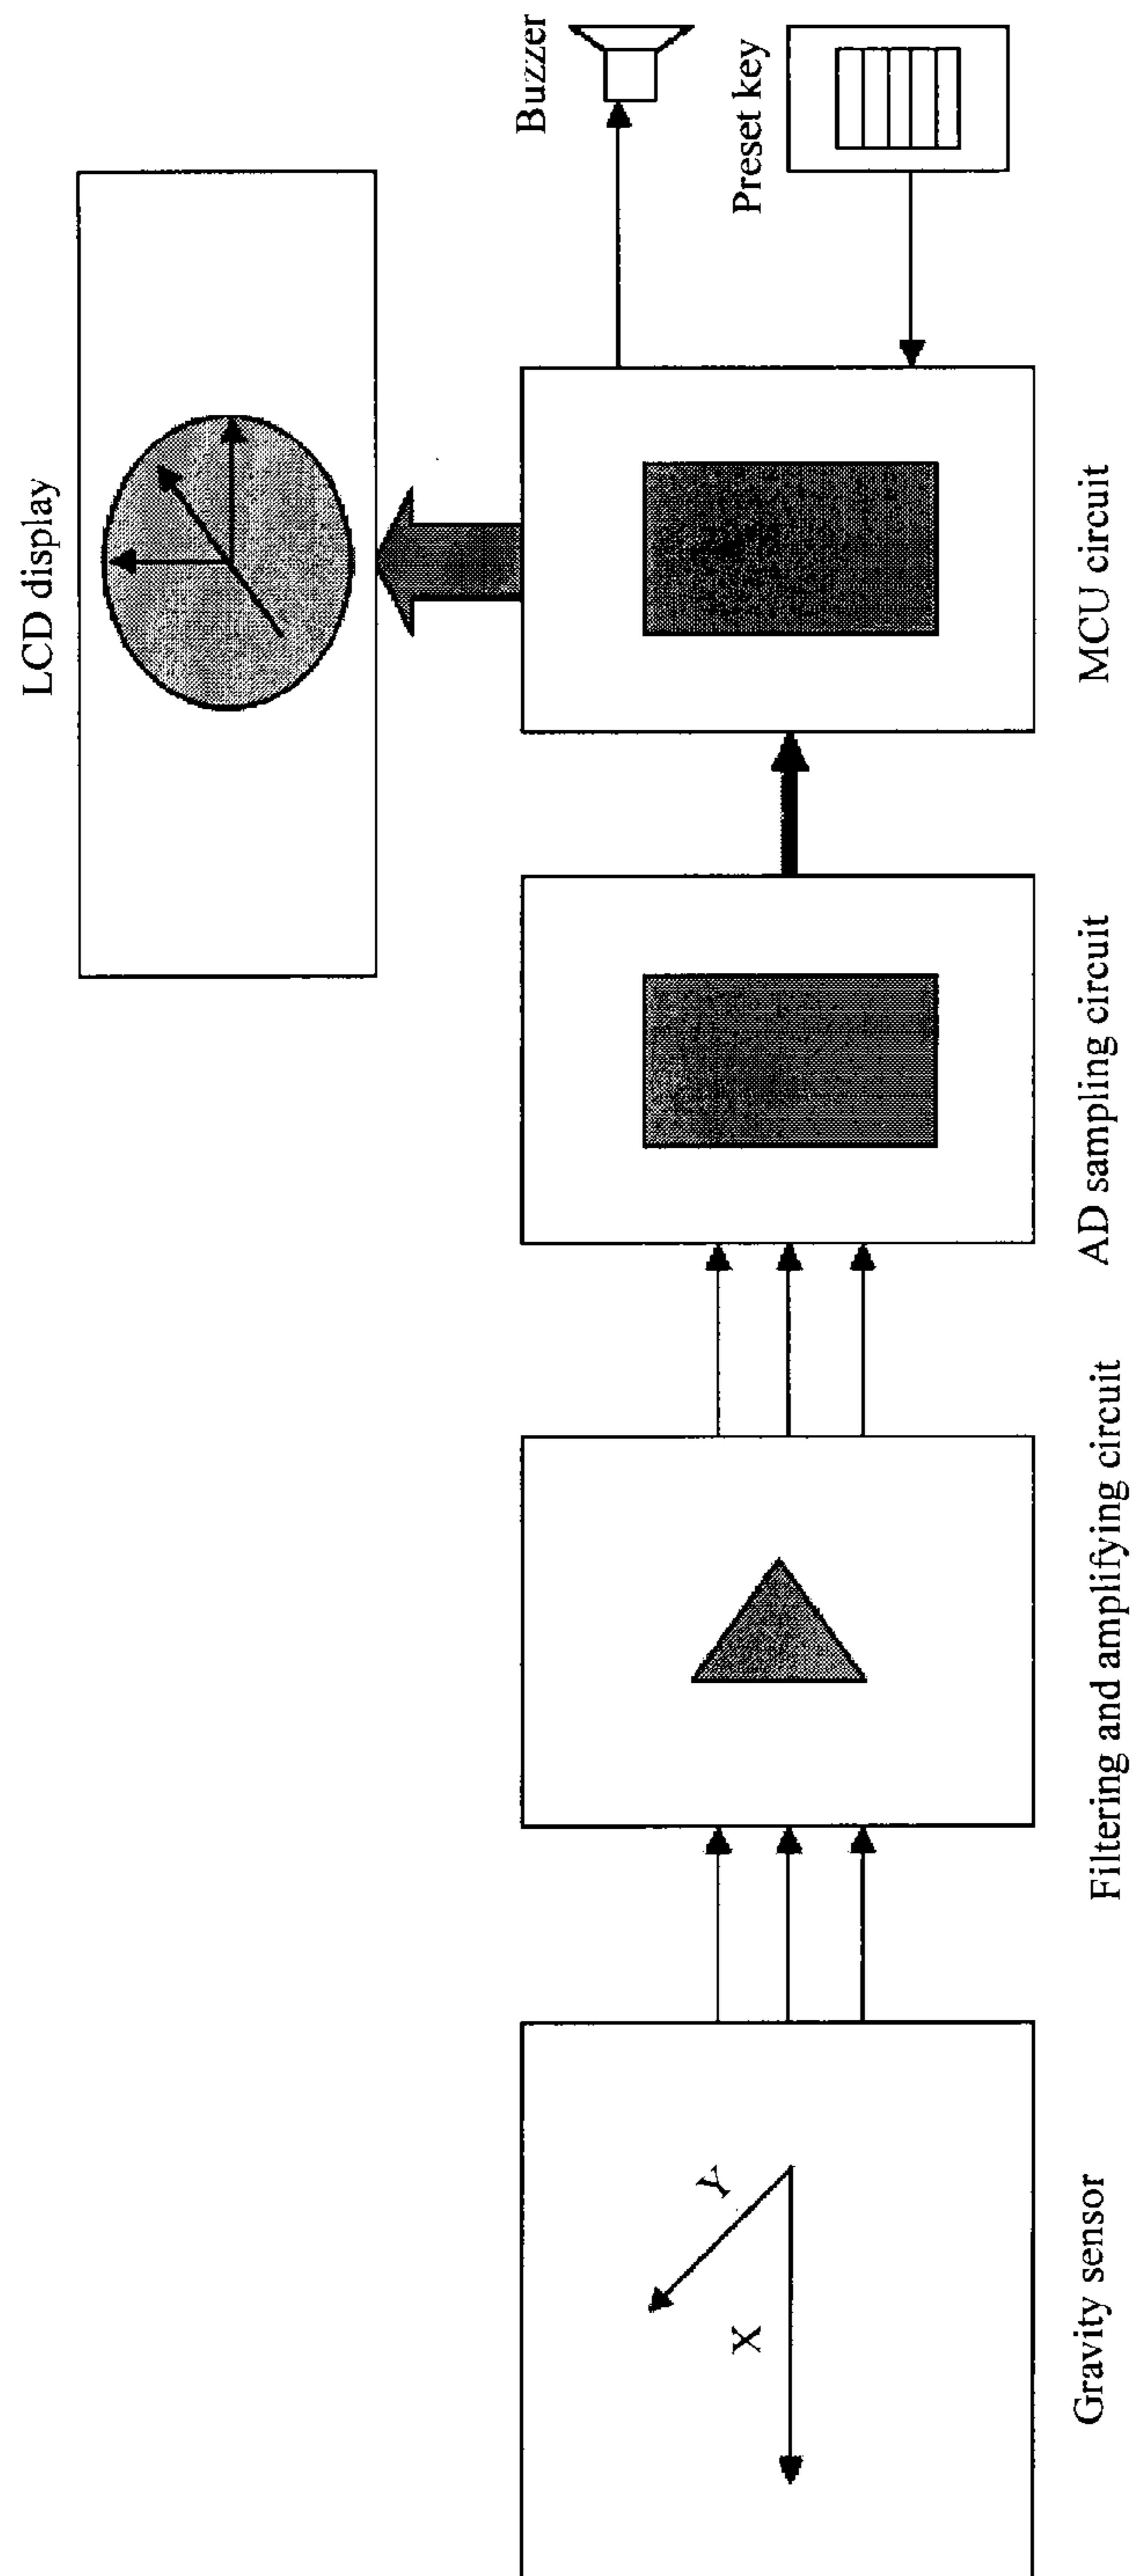 LCD display
Buzzer
Preset key
MCU circuit
AD sampling circuit
Filtering and amplifying circuit
Gravity sensor
X
Y